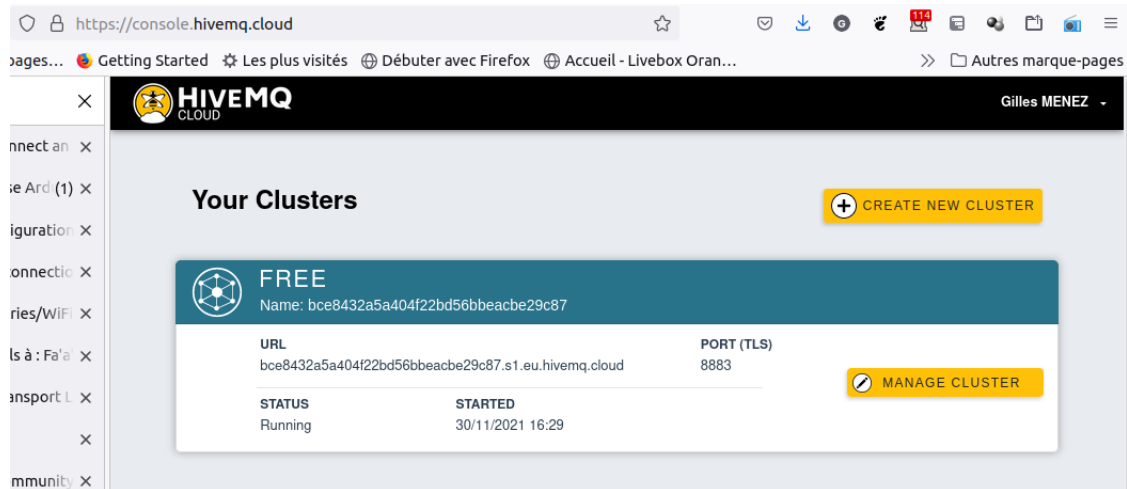 https://console.hivemq.cloud
114
pages... Getting Started Les plus visités Débuter avec Firefox Accueil - Livebox Oran... Autres marque-pages
HIVEMQ
CLOUD
Gilles MENEZ
nnect an
se Ard (1)
Your Clusters
CREATE NEW CLUSTER
iguration
onnectio
FREE
Name: bce8432a5a404f22bd56bbeacbe29c87
ries/WiFi
URL PORT (TLS)
ls à : Fa'a'
bce8432a5a404f22bd56bbeacbe29c87.s1.eu.hivemq.cloud 8883
MANAGE CLUSTER
ansport L
STATUS STARTED
Running 30/11/2021 16:29
mmunity